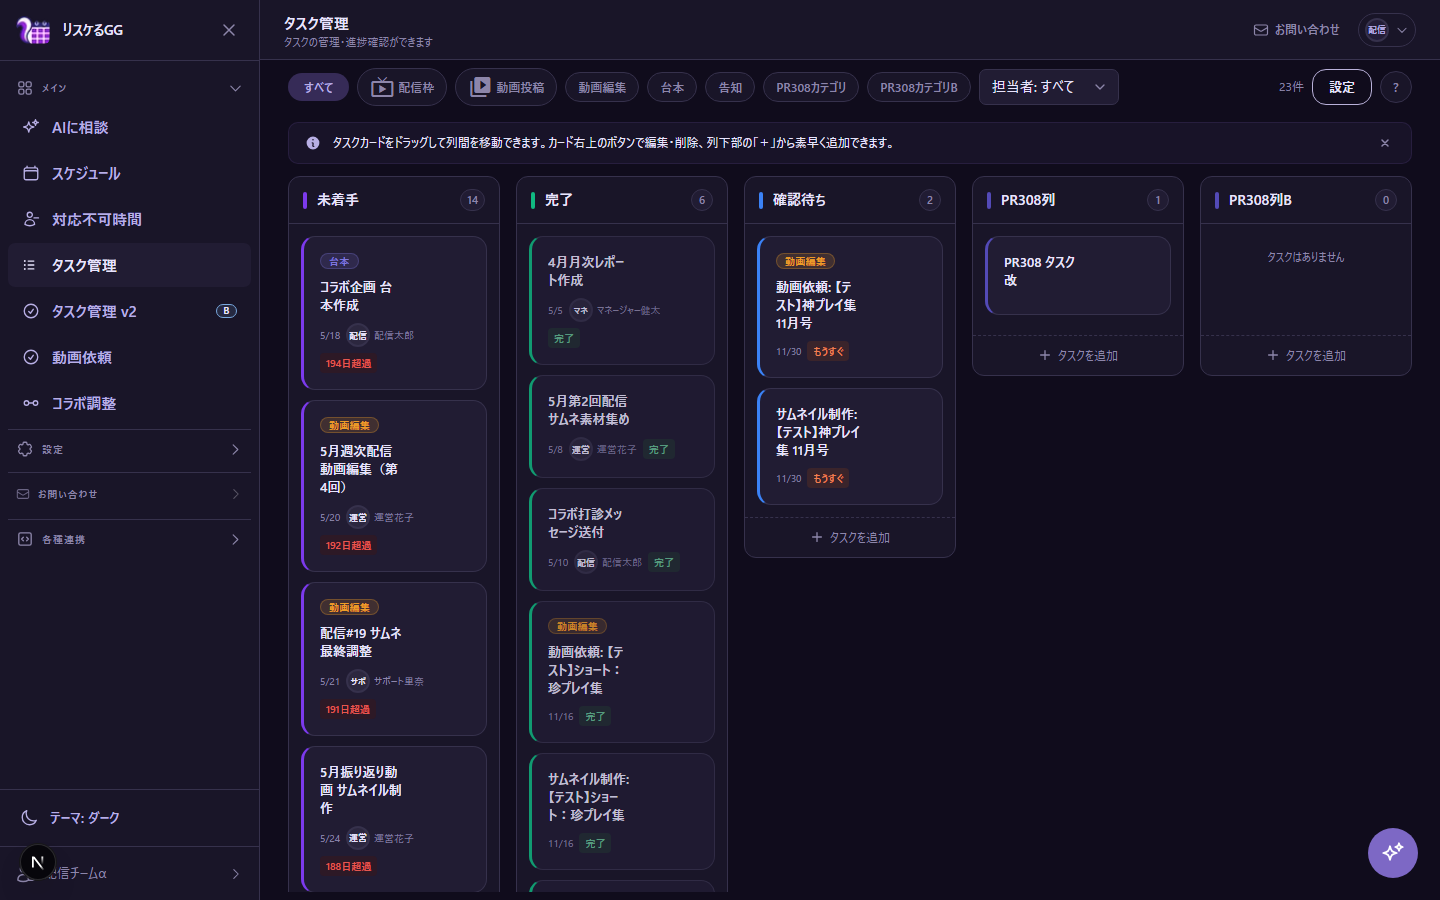 リスケるGG
メイン
AIに相談
スケジュール
対応不可時間
タスク管理
タスク管理 v2
β
動画依頼
コラボ調整
設定
お問い合わせ
各種連携
テーマ: ダーク
N
配信チームα
タスク管理
タスクの管理・進捗確認ができます
お問い合わせ
配信
すべて
配信枠
動画投稿
動画編集
台本
告知
PR308カテゴリ
PR308カテゴリB
担当者: すべて
23件
設定
?
タスクカードをドラッグして列間を移動できます。カード右上のボタンで編集・削除、列下部の「＋」から素早く追加できます。
未着手
14
台本
コラボ企画 台
本作成
5/18 配信 配信太郎
194日超過
動画編集
5月週次配信
動画編集（第
4回）
5/20 運営 運営花子
192日超過
動画編集
配信#19 サムネ
最終調整
5/21 サポ サポート里奈
191日超過
5月振り返り動
画 サムネイル制
作
5/24 運営 運営花子
188日超過
完了
6
4月月次レポー
ト作成
5/5 マネ マネージャー健太
完了
5月第2回配信
サムネ素材集め
5/8 運営 運営花子 完了
コラボ打診メッ
セージ送付
5/10 配信 配信太郎 完了
動画編集
動画依頼: 【テ
スト】ショート：
珍プレイ集
11/16 完了
サムネイル制作:
【テスト】ショー
ト：珍プレイ集
11/16 完了
確認待ち
2
動画編集
動画依頼: 【テ
スト】神プレイ集
11月号
11/30 もうすぐ
サムネイル制作:
【テスト】神プレイ
集 11月号
11/30 もうすぐ
＋ タスクを追加
PR308列
1
PR308 タスク
改
＋ タスクを追加
PR308列B
0
タスクはありません
＋ タスクを追加